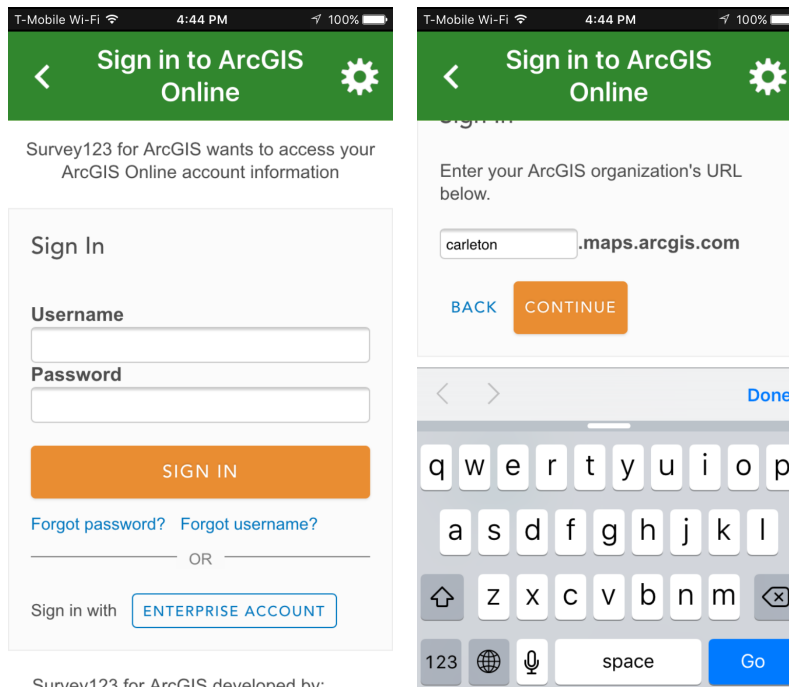 T-Mobile Wi-Fi 4:44 PM 100%
Sign in to ArcGIS
Online
Survey123 for ArcGIS wants to access your
ArcGIS Online account information
Sign In
Username
Password
SIGN IN
Forgot password? Forgot username?
OR
Sign in with ENTERPRISE ACCOUNT
Survey123 for ArcGIS developed by:
T-Mobile Wi-Fi 4:44 PM 100%
Sign in to ArcGIS
Online
Sign In
Enter your ArcGIS organization's URL
below.
carleton .maps.arcgis.com
BACK CONTINUE
Done
q w e r t y u i o p
a s d f g h j k l
z x c v b n m
123 space Go